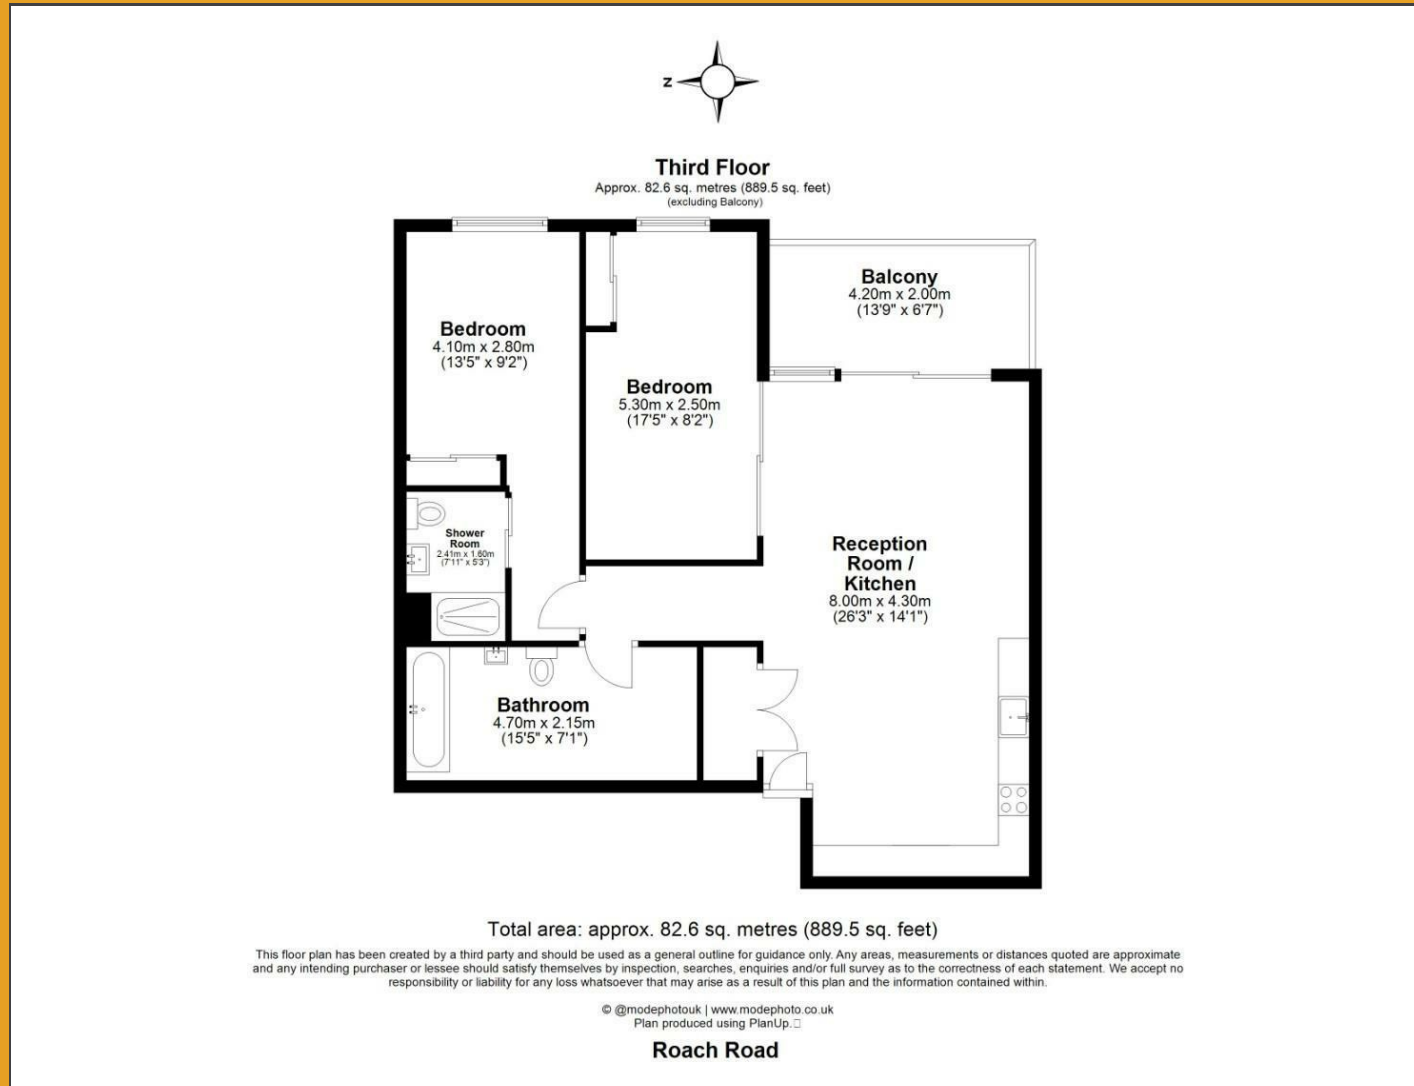 Z
Third Floor
Approx. 82.6 sq. metres (889.5 sq. feet)
(excluding Balcony)
Balcony
4.20m x 2.00m
(13'9" x 6'7")
Bedroom
4.10m x 2.80m
(13'5" x 9'2")
Bedroom
5.30m x 2.50m
(17'5" x 8'2")
Shower
Room
2.41m x 1.60m
(7'11" x 5'3")
Reception
Room /
Kitchen
8.00m x 4.30m
(26'3" x 14'1")
Bathroom
4.70m x 2.15m
(15'5" x 7'1")
Total area: approx. 82.6 sq. metres (889.5 sq. feet)
This floor plan has been created by a third party and should be used as a general outline for guidance only. Any areas, measurements or distances quoted are approximate
and any intending purchaser or lessee should satisfy themselves by inspection, searches, enquiries and/or full survey as to the correctness of each statement. We accept no
responsibility or liability for any loss whatsoever that may arise as a result of this plan and the information contained within.
© @modephotouk | www.modephoto.co.uk
Plan produced using PlanUp.
Roach Road